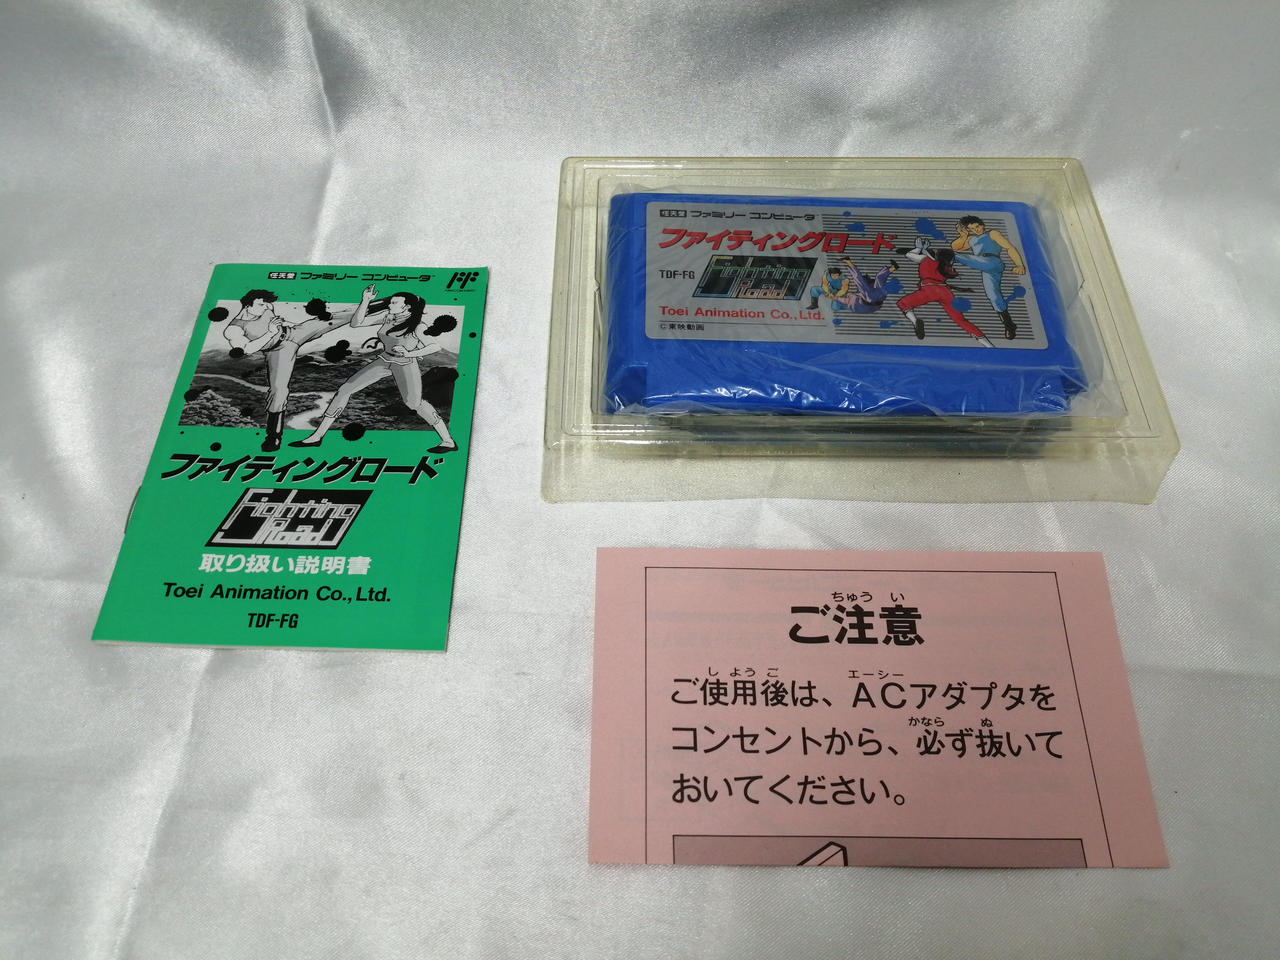 任天堂 ファミリー コンピュータ
ファイティングロード
Fighting
Road
取り扱い説明書
Toei Animation Co., Ltd.
TDF-FG
任天堂 ファミリー コンピュータ
ファイティングロード
TDF-FG
Fighting
Road
Toei Animation Co., Ltd.
©東映動画
ちゅう い
ご注意
し よう ご エーシー
ご使用後は、ACアダプタを
かなら ぬ
コンセントから、必ず抜いて
おいてください。